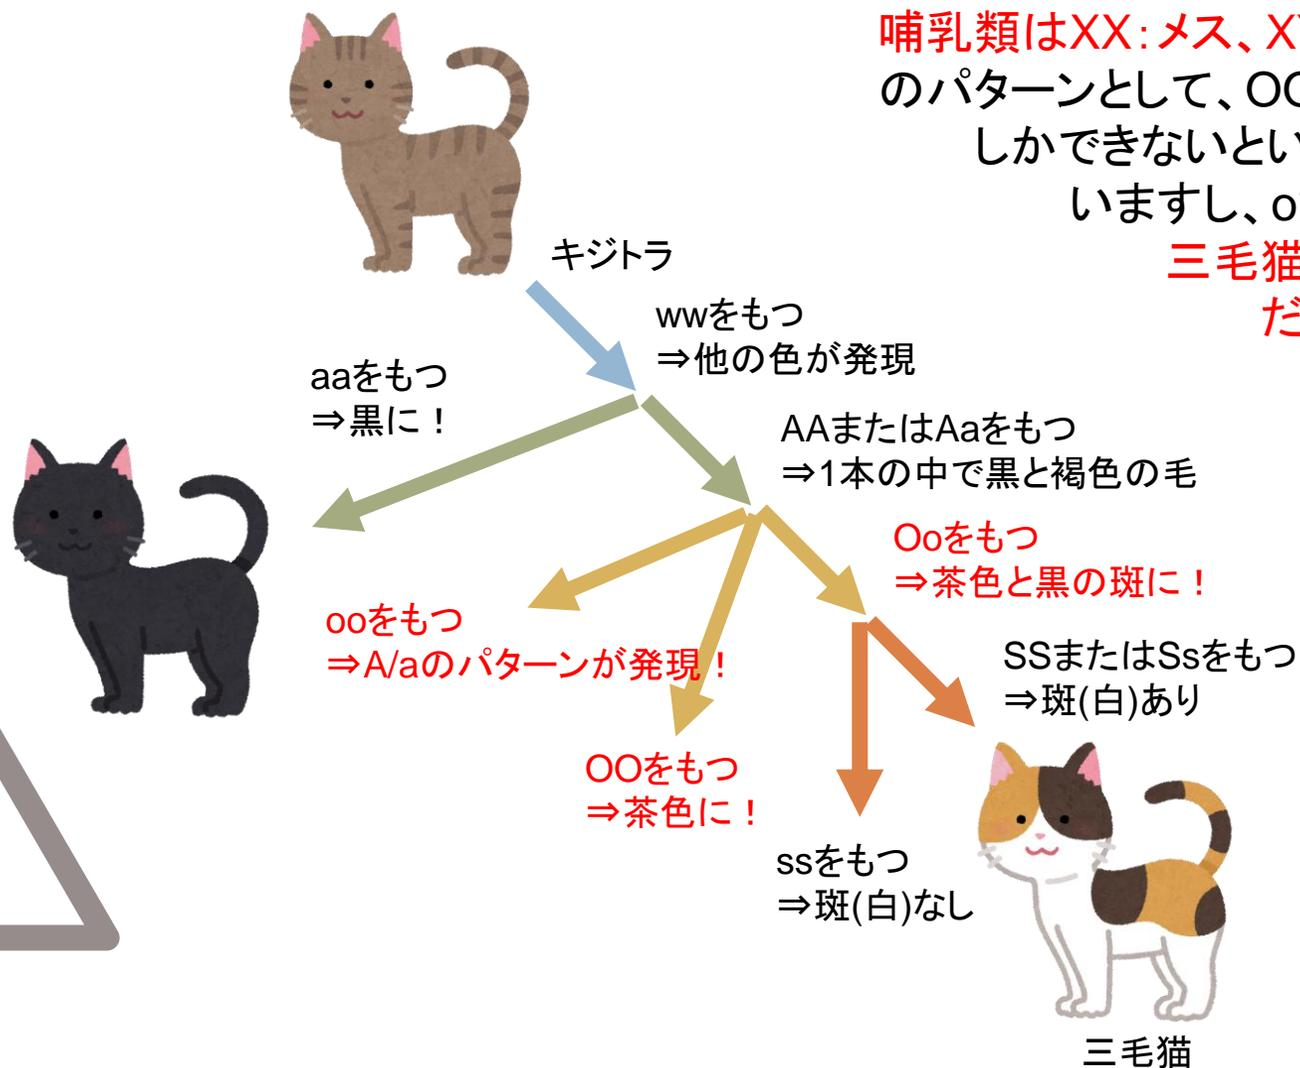 哺乳類はXX：メス、X
のパターンとして、O
しかできないとい
いますし、o
三毛猫
だ
キジトラ
wwをもつ
⇒他の色が発現
aaをもつ
⇒黒に！
AAまたはAaをもつ
⇒1本の中で黒と褐色の毛
Ooをもつ
⇒茶色と黒の斑に！
ooをもつ
⇒A/aのパターンが発現！
SSまたはSsをもつ
⇒斑(白)あり
OOをもつ
⇒茶色に！
ssをもつ
⇒斑(白)なし
三毛猫